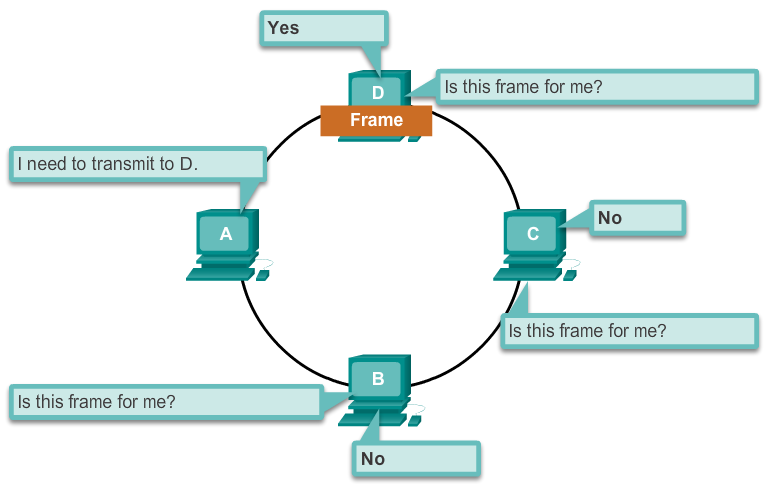 Yes
D
Is this frame for me?
Frame
I need to transmit to D.
A
No
C
Is this frame for me?
B
Is this frame for me?
No